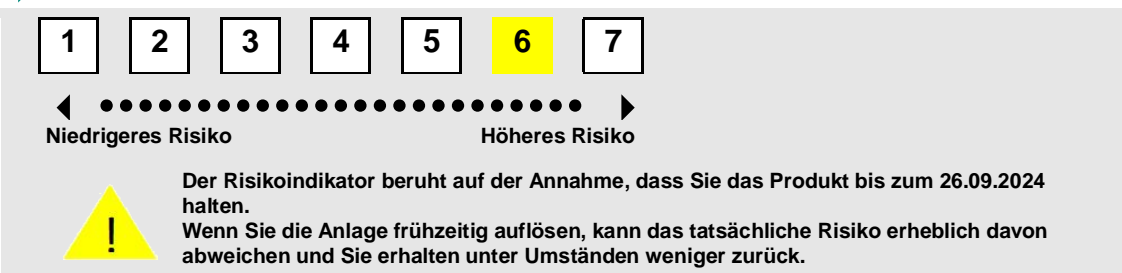 1 2 3 4 5 6 7
Niedrigeres Risiko Höheres Risiko
Der Risikoindikator beruht auf der Annahme, dass Sie das Produkt bis zum 26.09.2024
halten.
Wenn Sie die Anlage frühzeitig auflösen, kann das tatsächliche Risiko erheblich davon
abweichen und Sie erhalten unter Umständen weniger zurück.
!